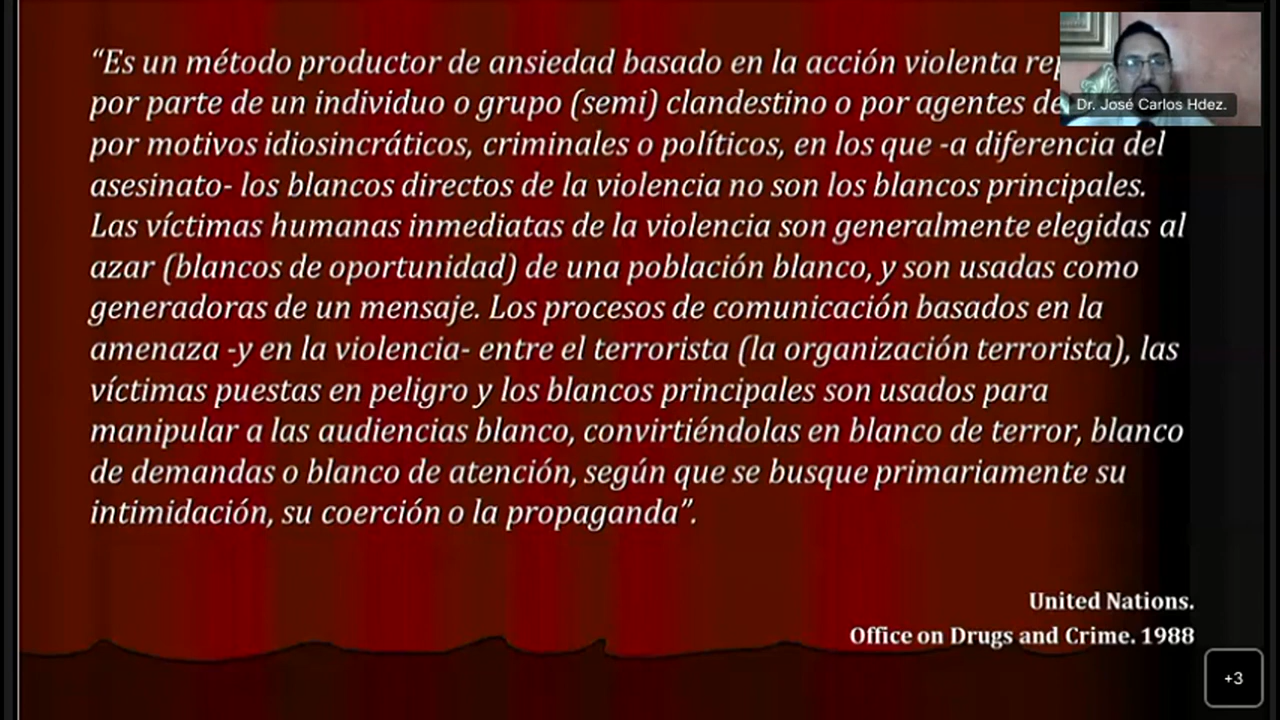 “Es un método productor de ansiedad basado en la acción violenta
por parte de un individuo o grupo (semi) clandestino o por agentes de
por motivos idiosincráticos, criminales o políticos, en los que -a diferencia del
asesinato- los blancos directos de la violencia no son los blancos principales.
Las víctimas humanas inmediatas de la violencia son generalmente elegidas al
azar (blancos de oportunidad) de una población blanco, y son usadas como
generadoras de un mensaje. Los procesos de comunicación basados en la
amenaza -y en la violencia- entre el terrorista (la organización terrorista), las
víctimas puestas en peligro y los blancos principales son usados para
manipular a las audiencias blanco, convirtiéndolas en blanco de terror, blanco
de demandas o blanco de atención, según que se busque primariamente su
intimidación, su coerción o la propaganda”.
United Nations.
Office on Drugs and Crime. 1988
Dr. José Carlos Hdez.
+3